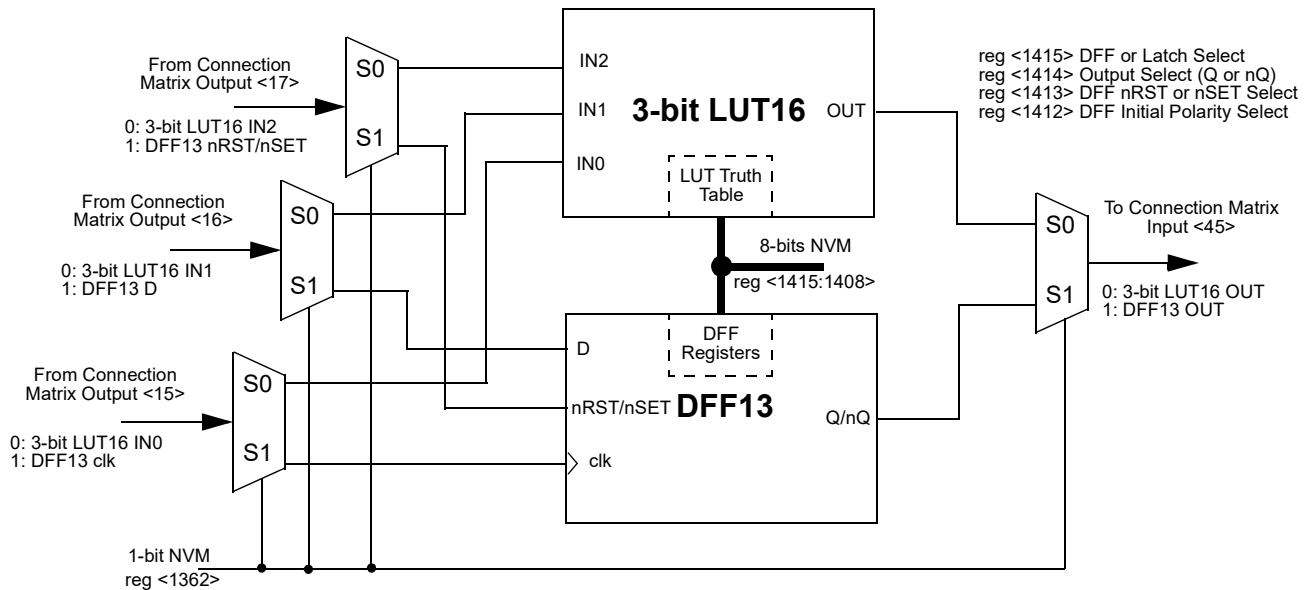 From Connection
Matrix Output <17>
0: 3-bit LUT16 IN2
1: DFF13 nRST/nSET
S0
S1
From Connection
Matrix Output <16>
0: 3-bit LUT16 IN1
1: DFF13 D
S0
S1
From Connection
Matrix Output <15>
0: 3-bit LUT16 IN0
1: DFF13 clk
S0
S1
1-bit NVM
reg <1362>
IN2
IN1
IN0
3-bit LUT16
OUT
LUT Truth
Table
8-bits NVM
reg <1415:1408>
DFF
Registers
D
nRST/nSET
DFF13
clk
Q/nQ
reg <1415> DFF or Latch Select
reg <1414> Output Select (Q or nQ)
reg <1413> DFF nRST or nSET Select
reg <1412> DFF Initial Polarity Select
S0
S1
To Connection Matrix
Input <45>
0: 3-bit LUT16 OUT
1: DFF13 OUT